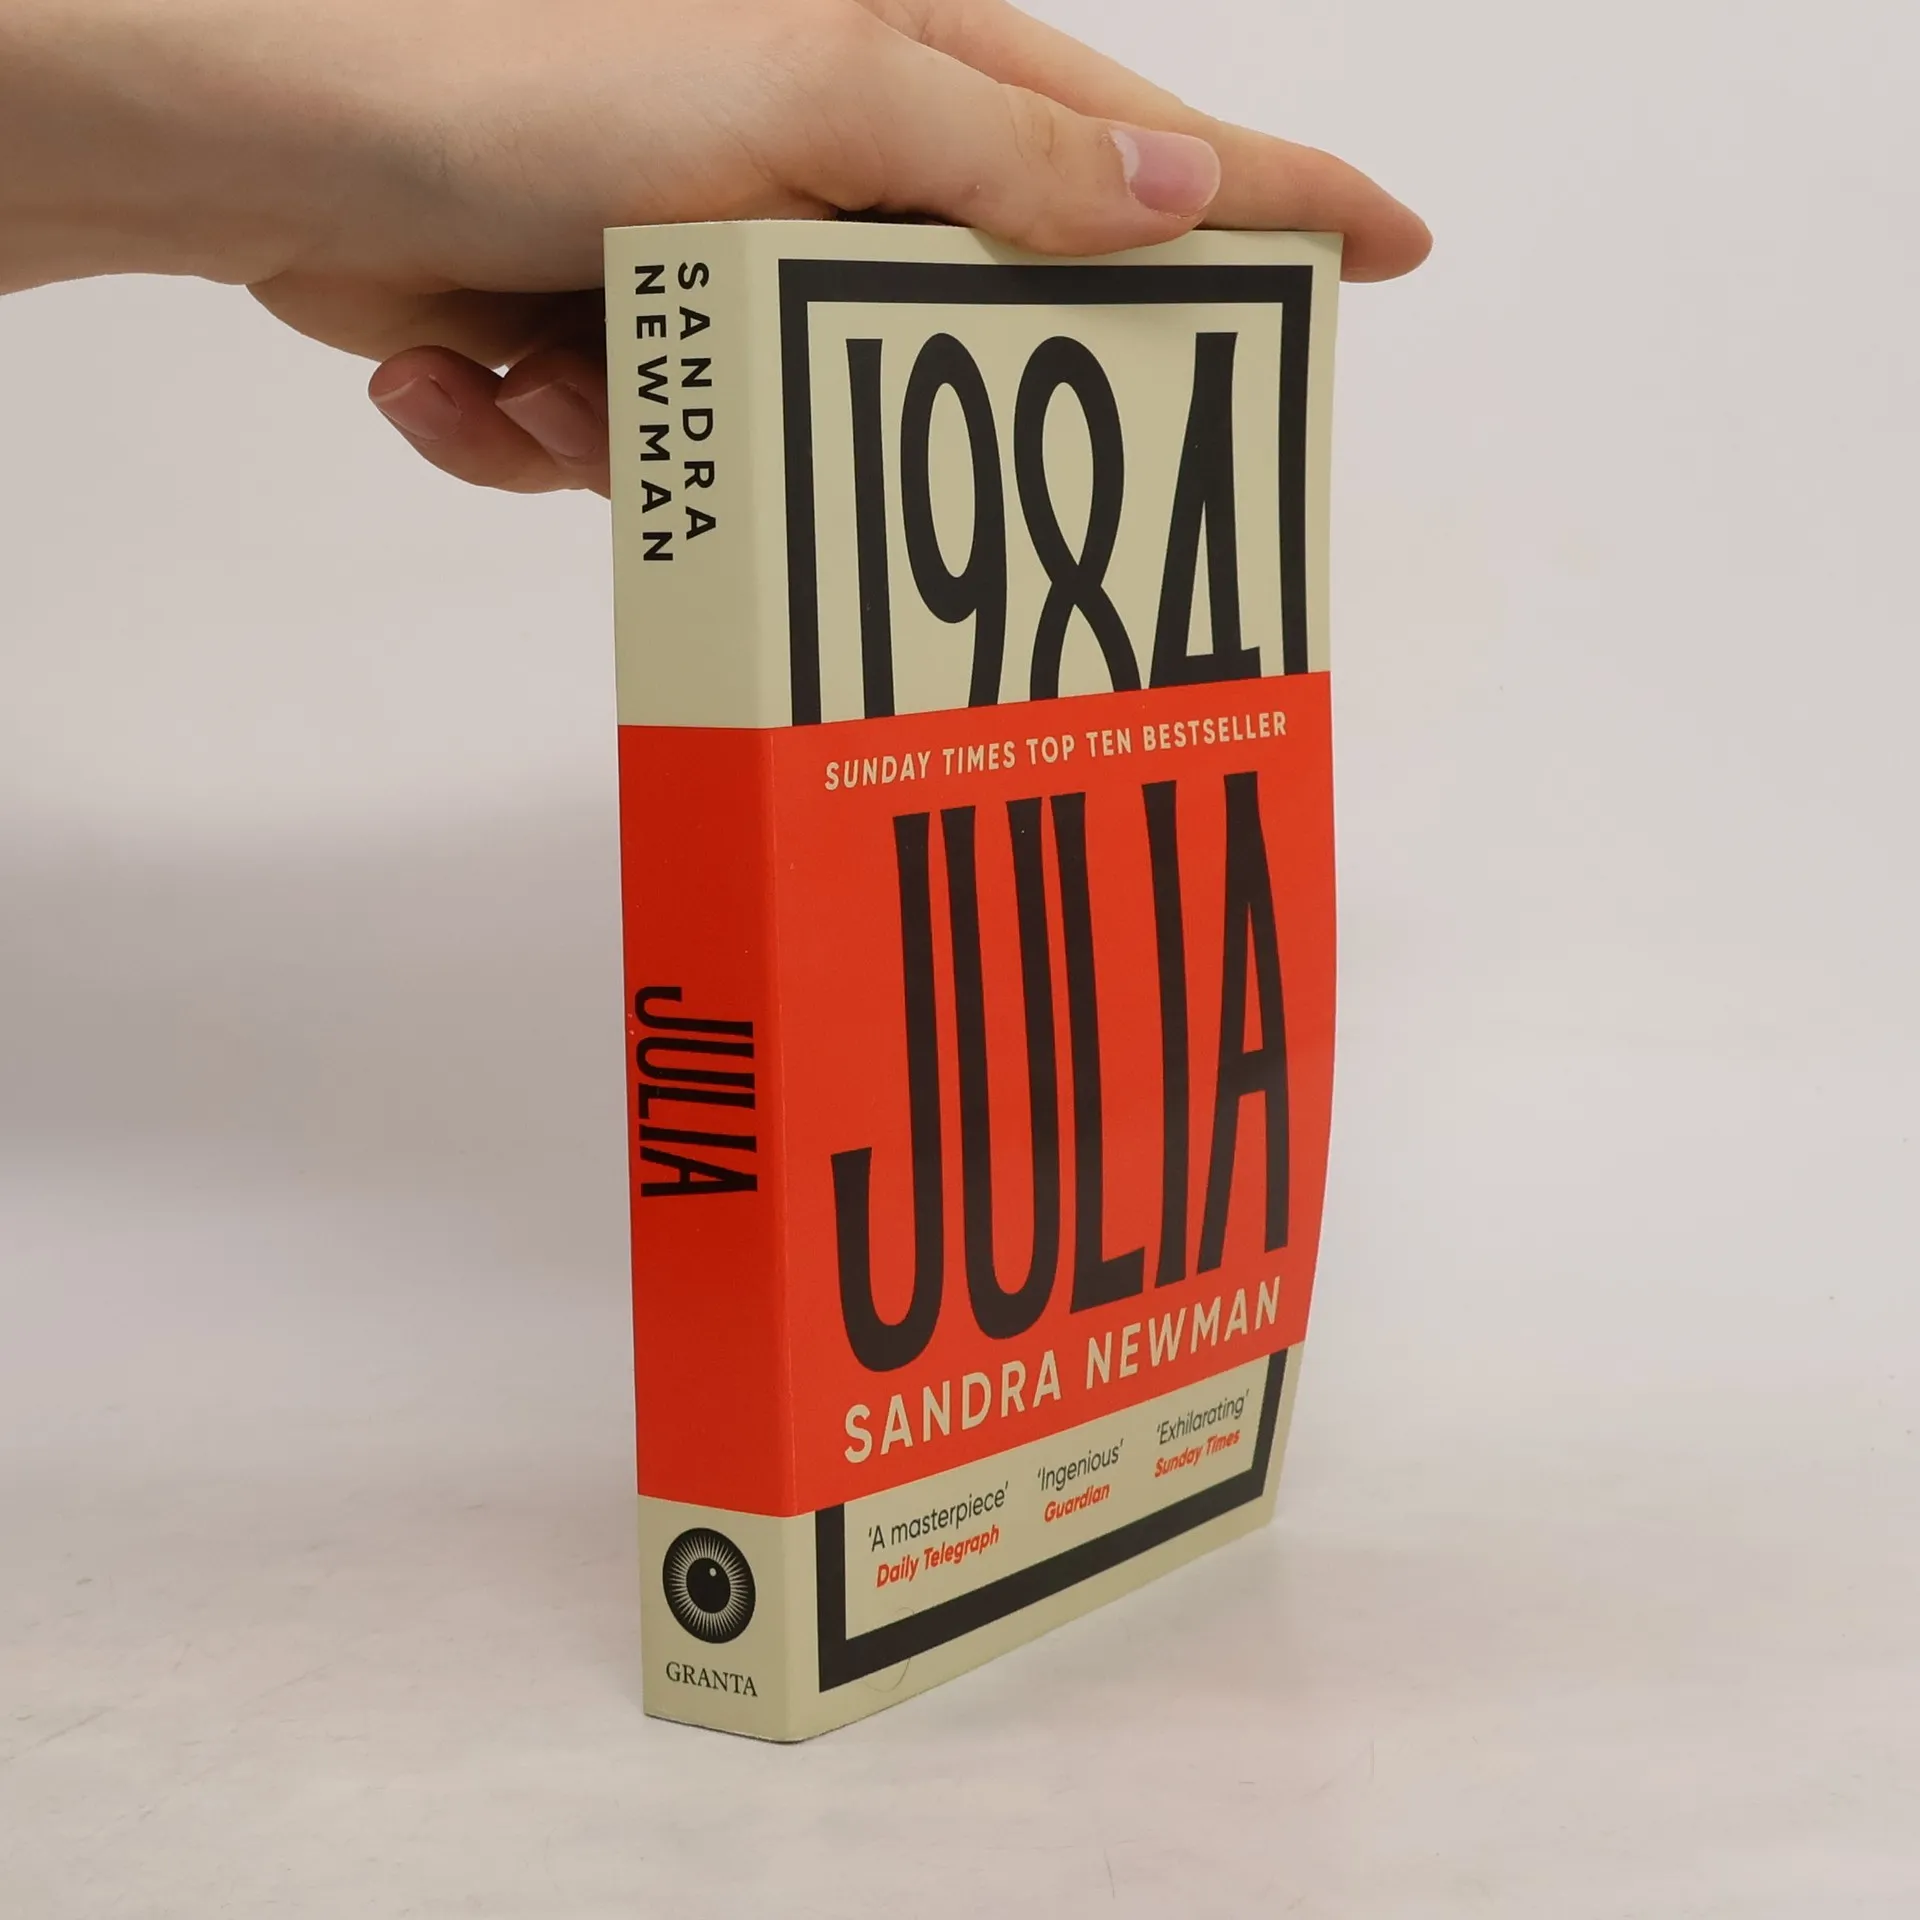 SANDRA
NEWMAN
JULIA
GRANTA
1984
SUNDAY TIMES TOP TEN BESTSELLER
JULIA
SANDRA NEWMAN
‘A masterpiece’
Daily Telegraph
‘Ingenious’
Guardian
‘Exhilarating’
Sunday Times